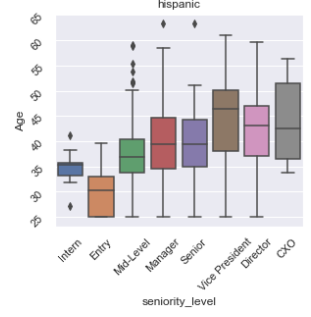 hispanic
65
60
55
50
45
40
35
30
25
Age
Intern
Entry
Mid-Level
Manager
Senior
Vice President
Director
CXO
seniority_level